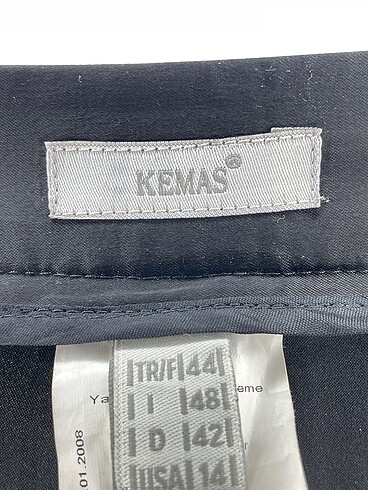 KEMAS®
TR/F 44
I 48
D 42
USA 14
Ya
eme
.01.2008